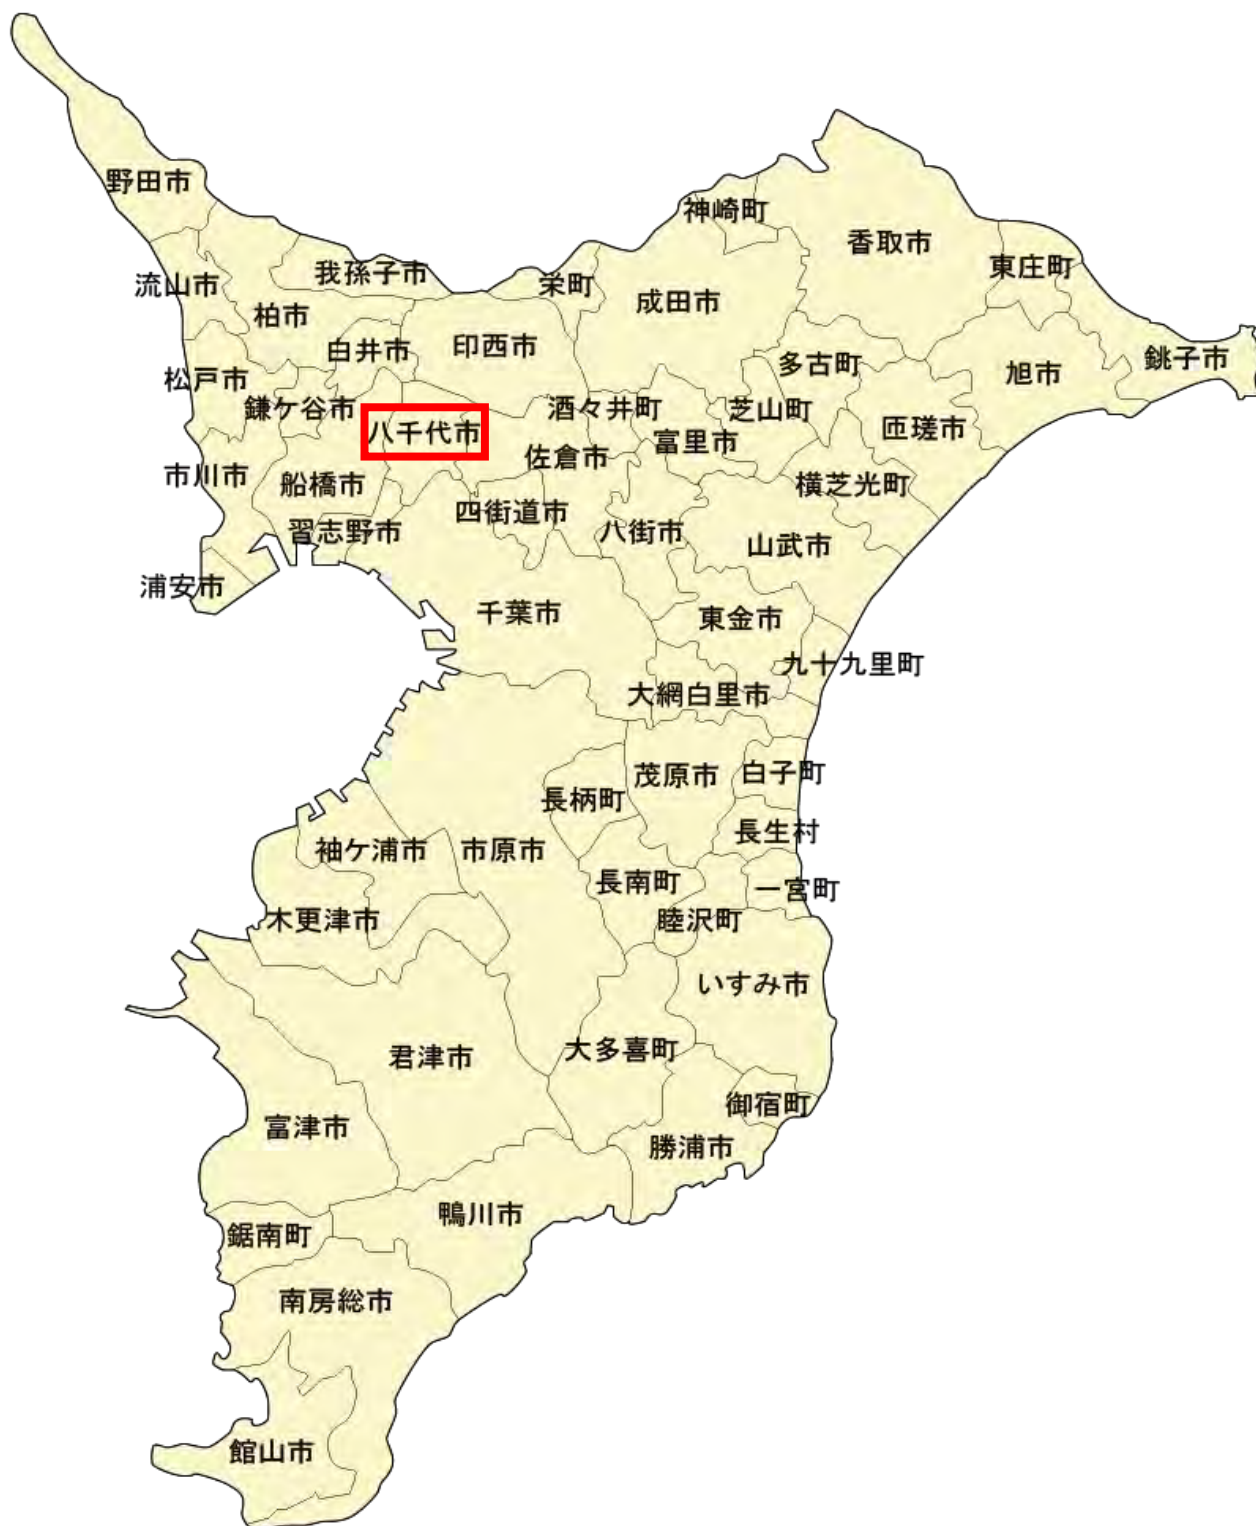 野田市
神崎町
香取市
東庄町
我孫子市
流山市
栄町
成田市
柏市
印西市
白井市
銚子市
多古町
旭市
松戸市
鎌ケ谷市
酒々井町
芝山町
八千代市
匝瑳市
富里市
佐倉市
市川市
船橋市
横芝光町
四街道市
習志野市
八街市
山武市
浦安市
千葉市
東金市
九十九里町
大網白里市
茂原市
白子町
長柄町
長生村
袖ケ浦市
市原市
長南町
一宮町
木更津市
睦沢町
いすみ市
君津市
大多喜町
御宿町
富津市
勝浦市
鴨川市
鋸南町
南房総市
館山市